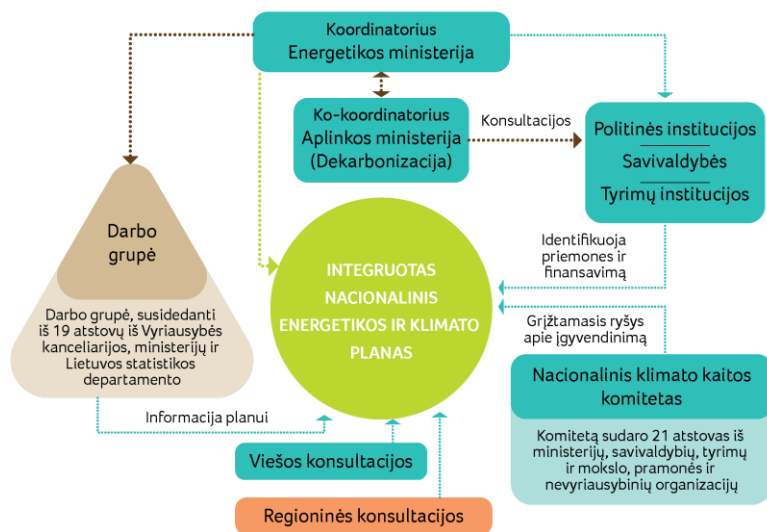 Koordinatorius
Energetikos ministerija
Ko-koordinatorius
Aplinkos ministerija
(Dekarbonizacija)
Konsultacijos
Politinės institucijos
Savivaldybės
Tyrimų institucijos
Darbo
grupė
Darbo grupė, susidedanti
iš 19 atstovų iš Vyriausybės
kanceliarijos, ministerijų ir
Lietuvos statistikos
departamento
INTEGRUOTAS
NACIONALINIS
ENERGETIKOS IR KLIMATO
PLANAS
Identifikuoja
priemones ir
finansavimą
Grįžtamasis ryšys
apie įgyvendinimą
Nacionalinis klimato kaitos
komitetas
Komitetą sudaro 21 atstovas iš
ministerijų, savivaldybių, tyrimų
ir mokslo, pramonės ir
nevyriausybinių organizacijų
Informacija planui
Viešos konsultacijos
Regioninės konsultacijos